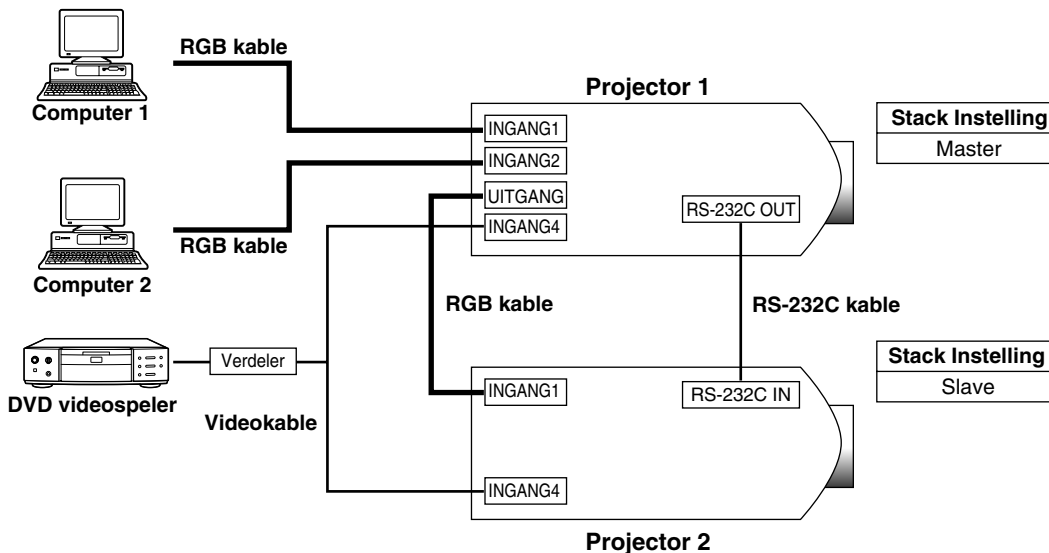 RGB kable
Computer 1
Projector 1
INGANG1
INGANG2
UITGANG
INGANG4
RS-232C OUT
Stack Instelling
Master
RGB kable
Computer 2
RGB kable
RS-232C kable
Verdeler
DVD videospeler
Videokable
INGANG1
RS-232C IN
INGANG4
Stack Instelling
Slave
Projector 2